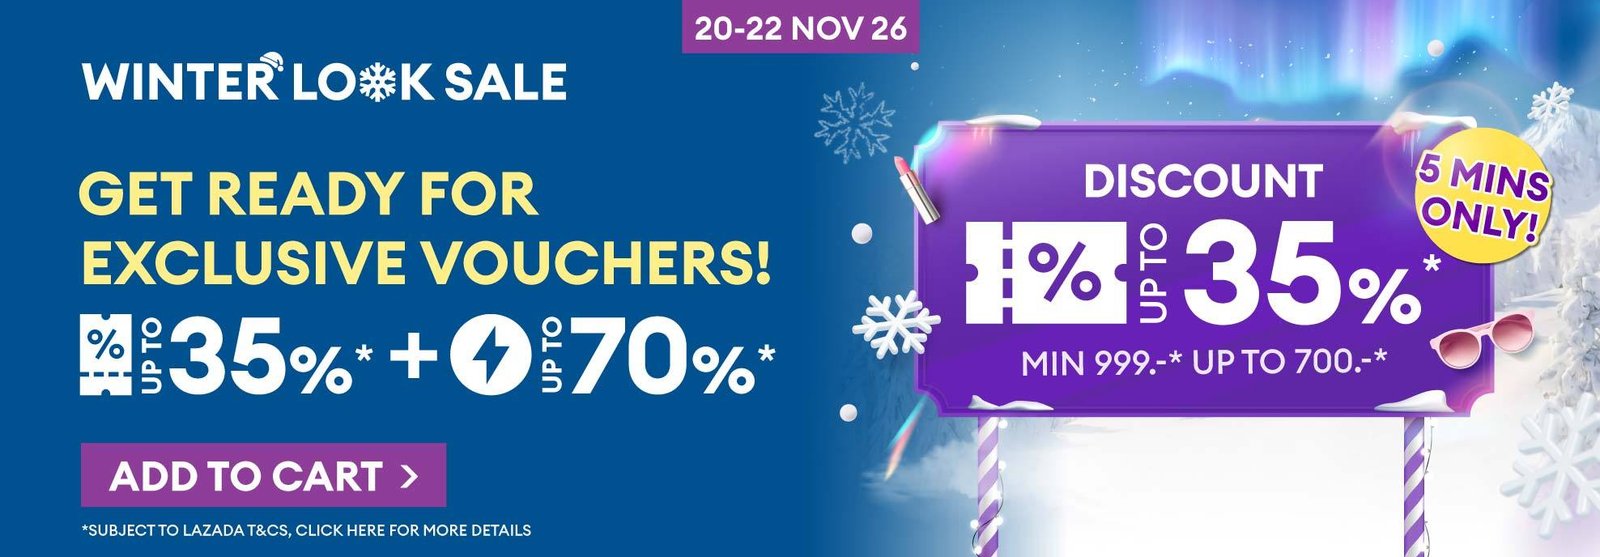 20-22 NOV 26
WINTER LOOK SALE
GET READY FOR
EXCLUSIVE VOUCHERS!
% UP TO 35%* + UP TO 70%*
ADD TO CART >
*SUBJECT TO LAZADA T&CS, CLICK HERE FOR MORE DETAILS
DISCOUNT
% UP TO 35%*
MIN 999.-* UP TO 700.-*
5 MINS
ONLY!